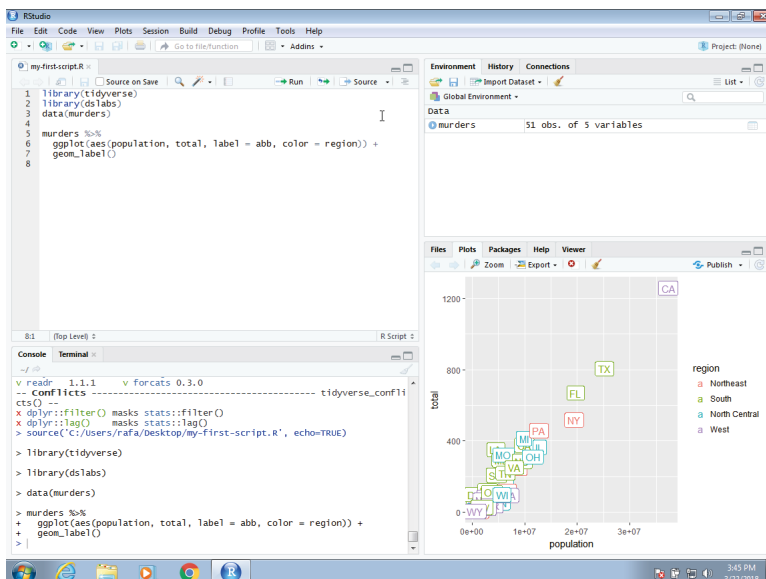 RStudio
File Edit Code View Plots Session Build Debug Profile Tools Help
Go to file/function Addins Project: (None)
my-first-script.R
Source on Save Run Source
1 library(tidyverse)
2 library(dslabs)
3 data(murders)
4
5 murders %>%
6 ggplot(aes(population, total, label = abb, color = region)) +
7 geom_label()
8
8:1 (Top Level) R Script
Console Terminal
~/
v readr 1.1.1 v forcats 0.3.0
-- Conflicts ---------------------------------------- tidyverse_confli
cts() --
x dplyr::filter() masks stats::filter()
x dplyr::lag() masks stats::lag()
> source('C:/Users/rafa/Desktop/my-first-script.R', echo=TRUE)
> library(tidyverse)
> library(dslabs)
> data(murders)
> murders %>%
+ ggplot(aes(population, total, label = abb, color = region)) +
+ geom_label()
>
Environment History Connections
Import Dataset List
Global Environment
Data
murders 51 obs. of 5 variables
Files Plots Packages Help Viewer
Zoom Export Publish
CA
1200
TX
800
FL
NY
PA
400
MI
MO
OH
VA
TN
WI
WY
0
0e+00 1e+07 2e+07 3e+07
population
total
region
a Northeast
a South
a North Central
a West
3:45 PM